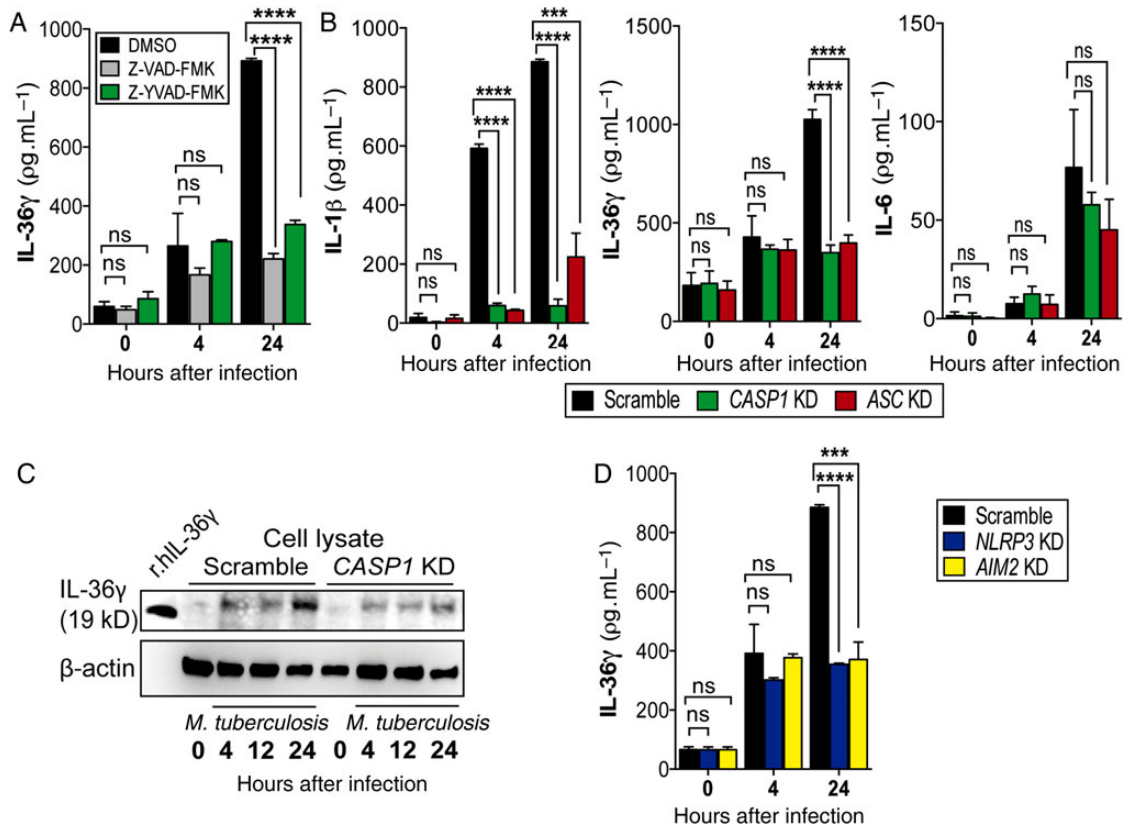 A
DMSO
Z-VAD-FMK
Z-YVAD-FMK
****
****
ns
ns
ns
ns
IL-36γ (ρg.mL⁻¹)
1000
800
600
400
200
0
0 4 24
Hours after infection
B
***
****
****
****
ns
ns
IL-1β (ρg.mL⁻¹)
1000
800
600
400
200
0
0 4 24
****
****
ns
ns
ns
ns
IL-36γ (ρg.mL⁻¹)
1500
1000
500
0
0 4 24
Hours after infection
ns
ns
ns
ns
ns
ns
IL-6 (ρg.mL⁻¹)
150
100
50
0
0 4 24
Scramble CASP1 KD ASC KD
C
r.hIL-36γ
Cell lysate
Scramble CASP1 KD
IL-36γ
(19 kD)
β-actin
M. tuberculosis M. tuberculosis
0 4 12 24 0 4 12 24
Hours after infection
D
***
****
ns
ns
ns
ns
IL-36γ (ρg.mL⁻¹)
1000
800
600
400
200
0
0 4 24
Hours after infection
Scramble
NLRP3 KD
AIM2 KD